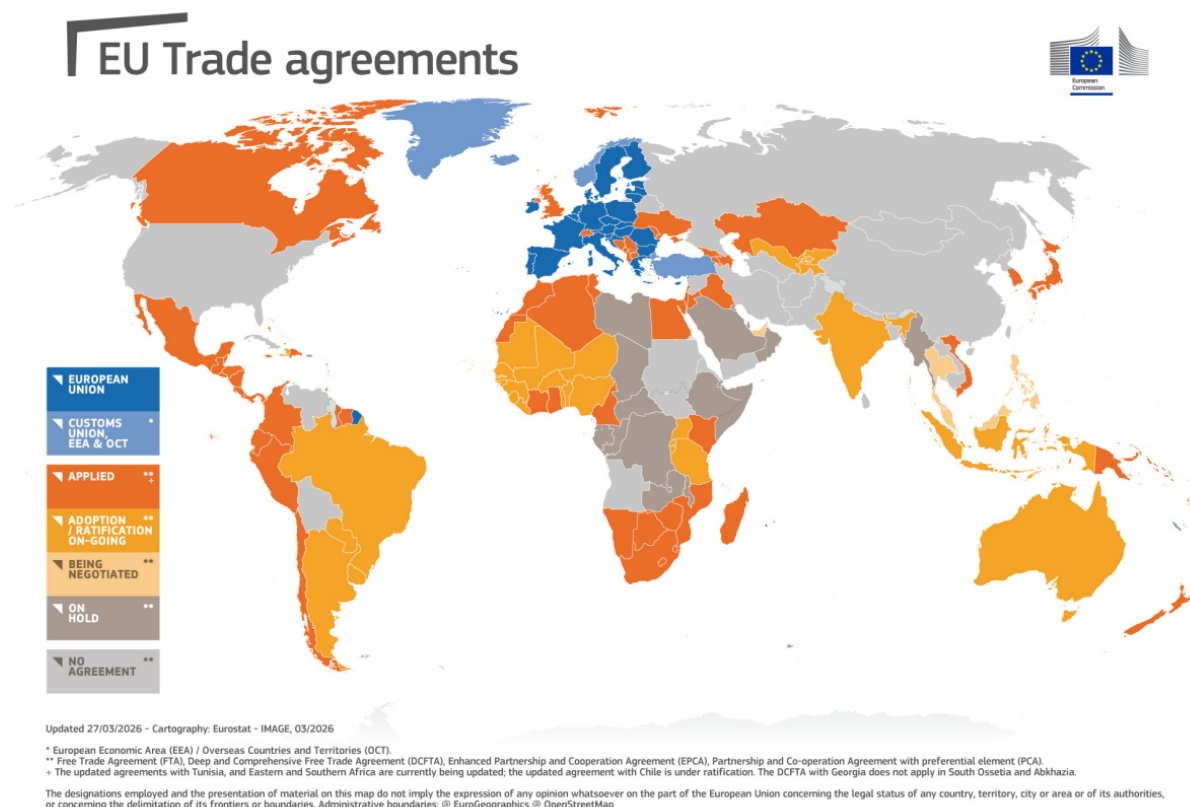 EU Trade agreements
European
Commission
EUROPEAN
UNION
CUSTOMS *
UNION,
EEA & OCT
APPLIED **
+
ADOPTION **
/ RATIFICATION
ON-GOING
BEING **
NEGOTIATED
ON **
HOLD
NO **
AGREEMENT
Updated 27/03/2026 - Cartography: Eurostat - IMAGE, 03/2026
* European Economic Area (EEA) / Overseas Countries and Territories (OCT).
** Free Trade Agreement (FTA), Deep and Comprehensive Free Trade Agreement (DCFTA), Enhanced Partnership and Cooperation Agreement (EPCA), Partnership and Co-operation Agreement with preferential element (PCA).
+ The updated agreements with Tunisia, and Eastern and Southern Africa are currently being updated; the updated agreement with Chile is under ratification. The DCFTA with Georgia does not apply in South Ossetia and Abkhazia.
The designations employed and the presentation of material on this map do not imply the expression of any opinion whatsoever on the part of the European Union concerning the legal status of any country, territory, city or area or of its authorities,
or concerning the delimitation of its frontiers or boundaries. Administrative boundaries: @ EuroGeographics @ OpenStreetMap